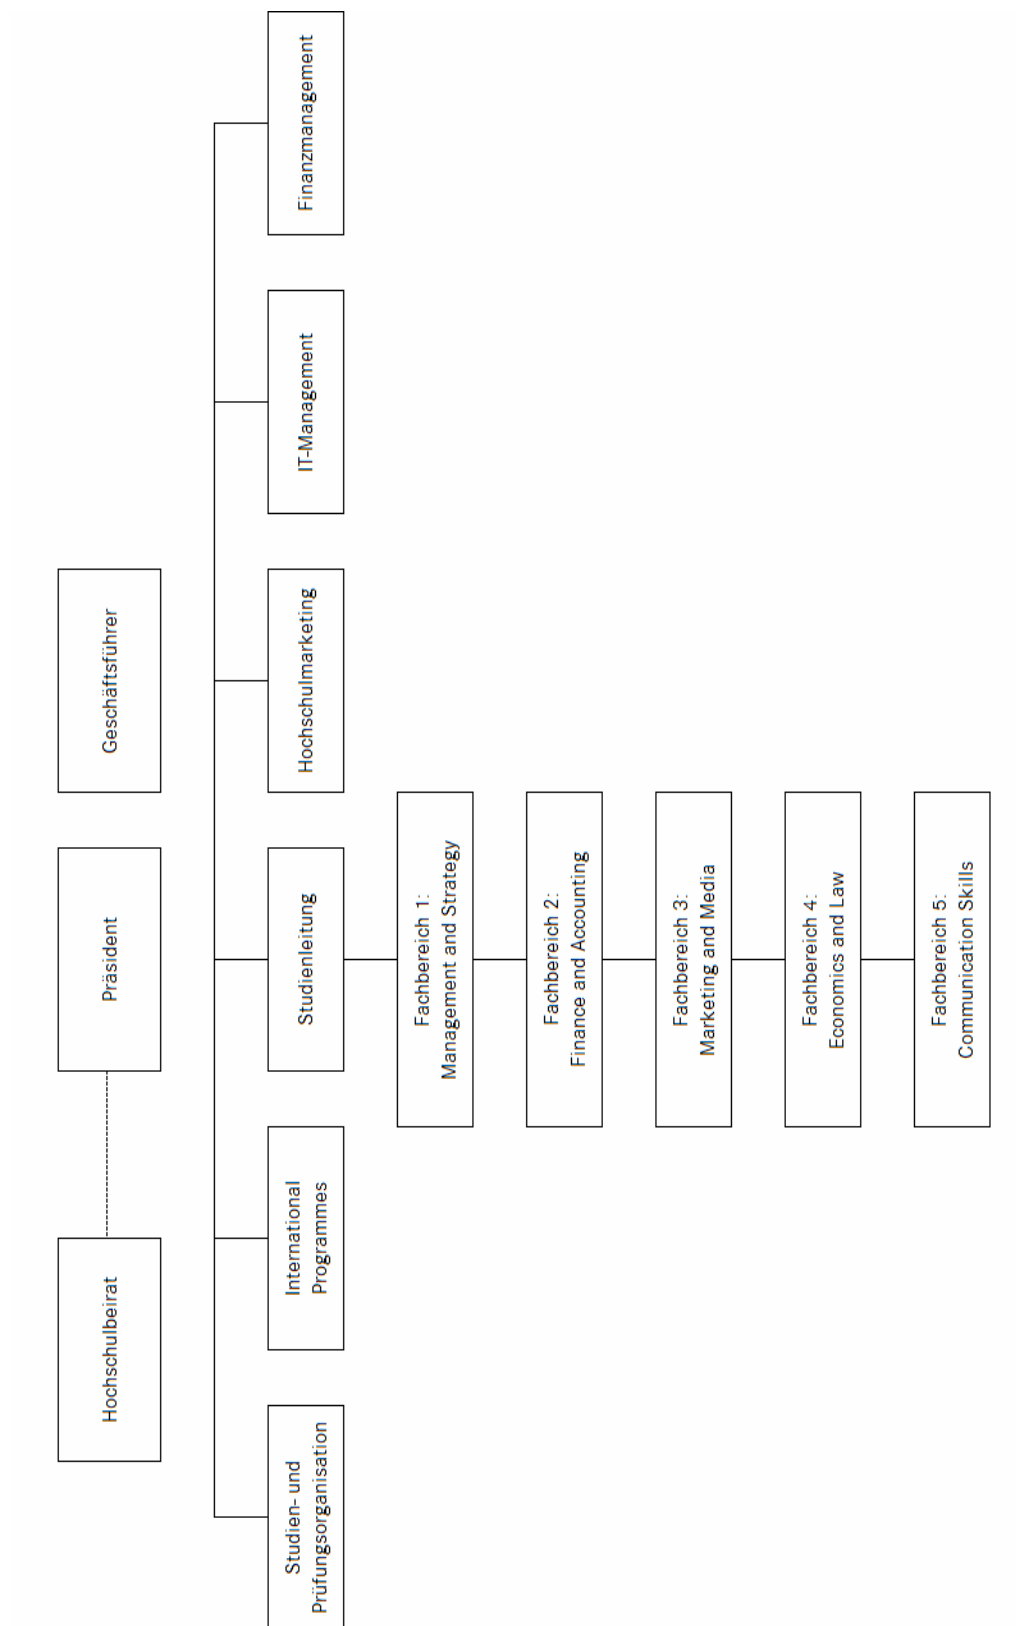 Hochschulbeirat
Präsident
Geschäftsführer
Studien- und
Prüfungsorganisation
International
Programmes
Studienleitung
Hochschulmarketing
IT-Management
Finanzmanagement
Fachbereich 1:
Management and Strategy
Fachbereich 2:
Finance and Accounting
Fachbereich 3:
Marketing and Media
Fachbereich 4:
Economics and Law
Fachbereich 5:
Communication Skills